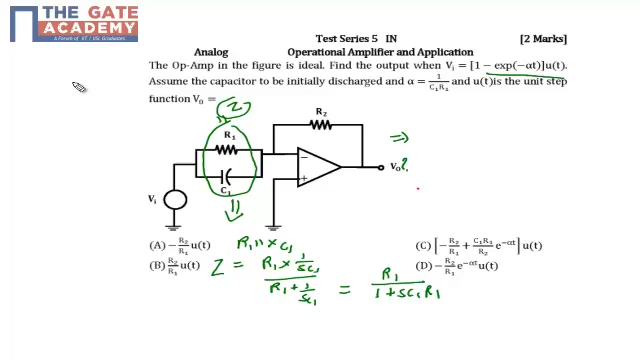 THE GATE
ACADEMY
A Forum of IIT / IISc Graduates
Test Series 5 IN [2 Marks]
Analog Operational Amplifier and Application
The Op-Amp in the figure is ideal. Find the output when Vᵢ = [1 − exp(−αt)]u(t).
Assume the capacitor to be initially discharged and α = 1/(C₁R₁) and u(t)is the unit step
function V₀ =
Z
R₂
R₁
=>
−
+
V₀ ?
C₁
Vᵢ
(A) −R₂/R₁ u(t)
R₁ || x C₁
(C) [−R₂/R₁ + C₁R₁/R₂ e^−αt] u(t)
(B) R₂/R₁ u(t)
Z = (R₁ x 1/SC₁)/(R₁ + 1/SC₁) = R₁/(1+SC₁R₁)
(D) −R₂/R₁ e^−αt u(t)